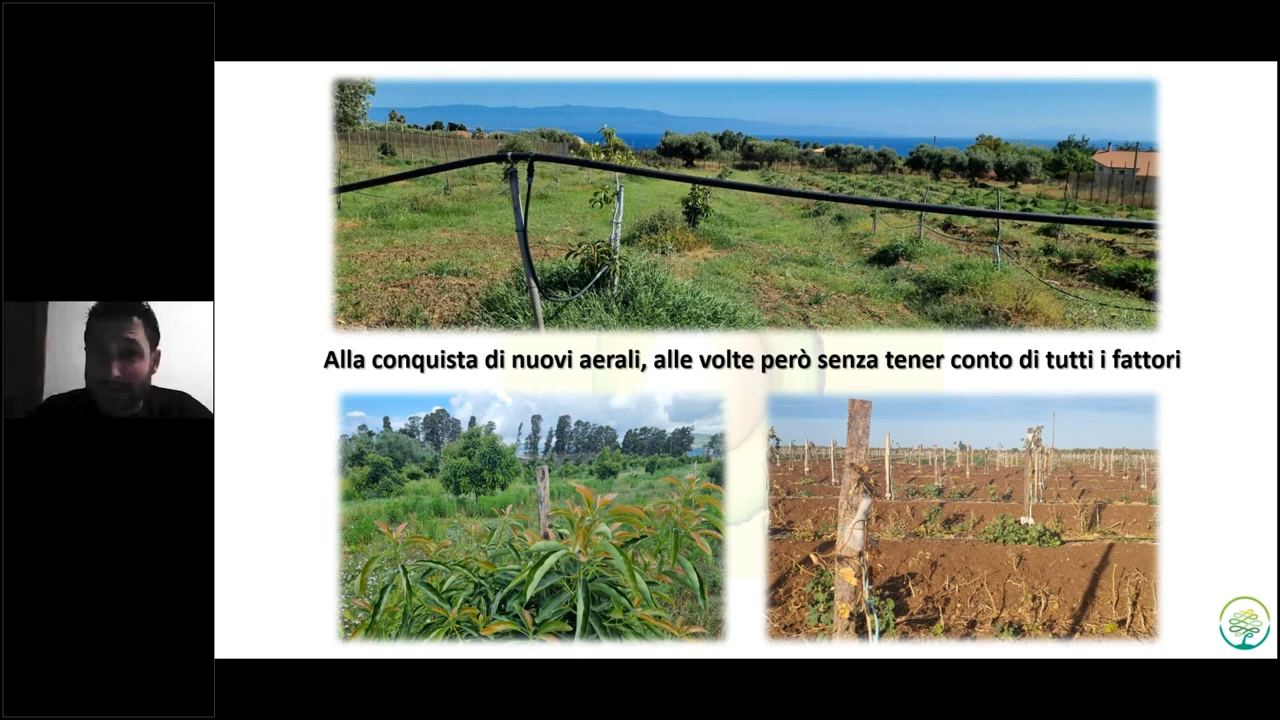 Alla conquista di nuovi aerali, alle volte però senza tener conto di tutti i fattori